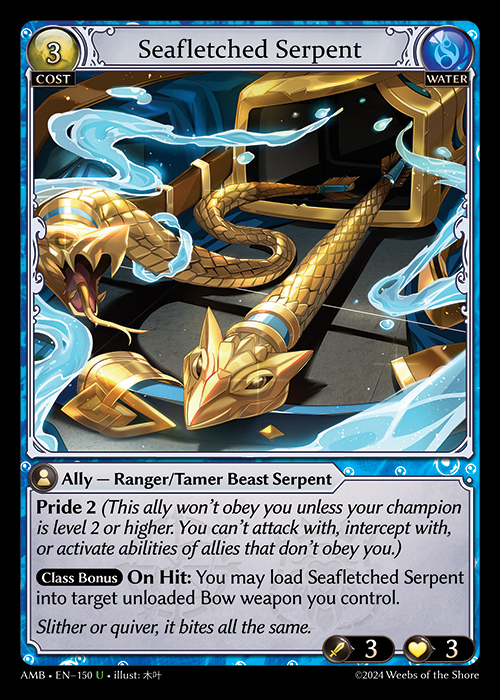 3
Seafletched Serpent
COST
WATER
Ally — Ranger/Tamer Beast Serpent
Pride 2 (This ally won't obey you unless your champion
is level 2 or higher. You can't attack with, intercept with,
or activate abilities of allies that don't obey you.)
Class Bonus On Hit: You may load Seafletched Serpent
into target unloaded Bow weapon you control.
Slither or quiver, it bites all the same.
3
3
AMB • EN–150 U • illust: 木叶
©2024 Weebs of the Shore